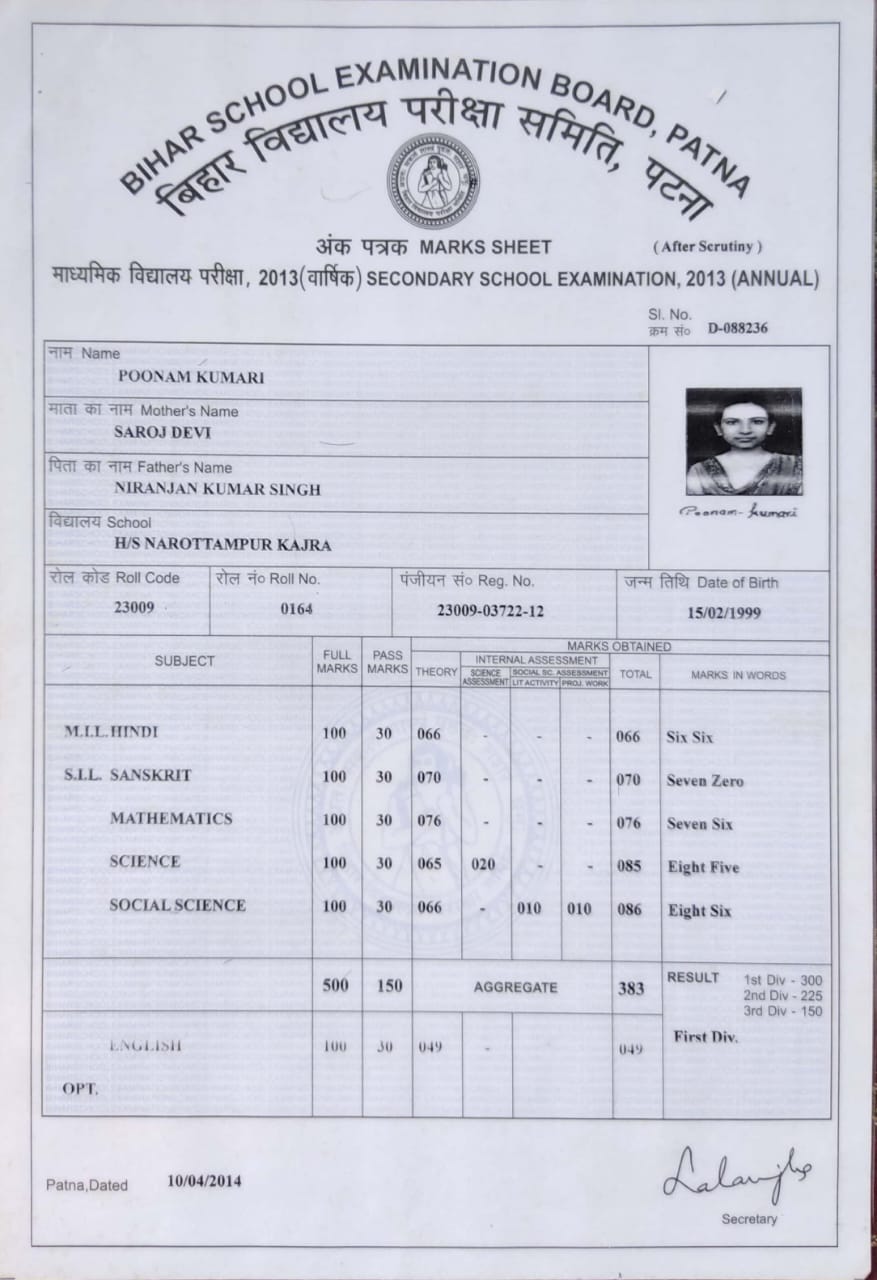 BIHAR SCHOOL EXAMINATION BOARD, PATNA
बिहार विद्यालय परीक्षा समिति, पटना
अंक पत्रक MARKS SHEET (After Scrutiny)
माध्यमिक विद्यालय परीक्षा, 2013(वार्षिक) SECONDARY SCHOOL EXAMINATION, 2013 (ANNUAL)
Sl. No.
क्रम सं० D-088236
नाम Name
POONAM KUMARI
माता का नाम Mother's Name
SAROJ DEVI
पिता का नाम Father's Name
NIRANJAN KUMAR SINGH
Poonam-kumari
विद्यालय School
H/S NAROTTAMPUR KAJRA
रोल कोड Roll Code रोल नं० Roll No. पंजीयन सं० Reg. No. जन्म तिथि Date of Birth
23009 0164 23009-03722-12 15/02/1999
SUBJECT FULL MARKS PASS MARKS MARKS OBTAINED
INTERNAL ASSESSMENT
THEORY SCIENCE ASSESSMENT SOCIAL SC. ASSESSMENT TOTAL MARKS IN WORDS
LIT ACTIVITY PROJ. WORK
M.I.L. HINDI 100 30 066 - - - 066 Six Six
S.I.L. SANSKRIT 100 30 070 - - - 070 Seven Zero
MATHEMATICS 100 30 076 - - - 076 Seven Six
SCIENCE 100 30 065 020 - - 085 Eight Five
SOCIAL SCIENCE 100 30 066 - 010 010 086 Eight Six
500 150 AGGREGATE 383 RESULT 1st Div - 300
2nd Div - 225
3rd Div - 150
First Div.
ENGLISH 100 30 049 - 049
OPT.
Patna,Dated 10/04/2014
Secretary